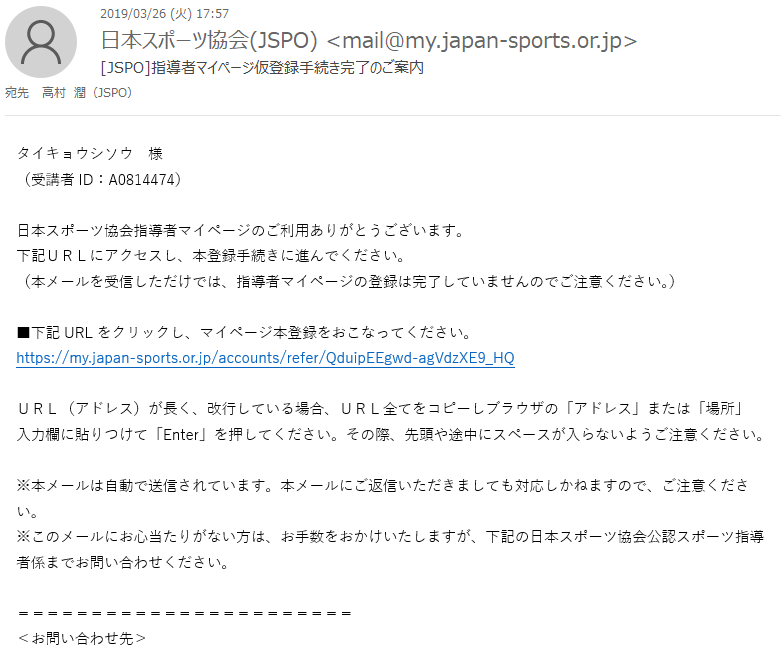 2019/03/26 (火) 17:57
日本スポーツ協会(JSPO) <mail@my.japan-sports.or.jp>
[JSPO]指導者マイページ仮登録手続き完了のご案内
宛先　高村 潤（JSPO）
タイキョウシソウ　様
（受講者 ID：A0814474）
日本スポーツ協会指導者マイページのご利用ありがとうございます。
下記ＵＲＬにアクセスし、本登録手続きに進んでください。
（本メールを受信しただけでは、指導者マイページの登録は完了していませんのでご注意ください。）
■下記 URL をクリックし、マイページ本登録をおこなってください。
https://my.japan-sports.or.jp/accounts/refer/QduipEEgwd-agVdzXE9_HQ
ＵＲＬ（アドレス）が長く、改行している場合、ＵＲＬ全てをコピーしブラウザの「アドレス」または「場所」
入力欄に貼りつけて「Enter」を押してください。その際、先頭や途中にスペースが入らないようご注意ください。
※本メールは自動で送信されています。本メールにご返信いただきましても対応しかねますので、ご注意くださ
い。
※このメールにお心当たりがない方は、お手数をおかけいたしますが、下記の日本スポーツ協会公認スポーツ指導
者係までお問い合わせください。
＝＝＝＝＝＝＝＝＝＝＝＝＝＝＝＝＝＝＝＝＝＝＝
＜お問い合わせ先＞